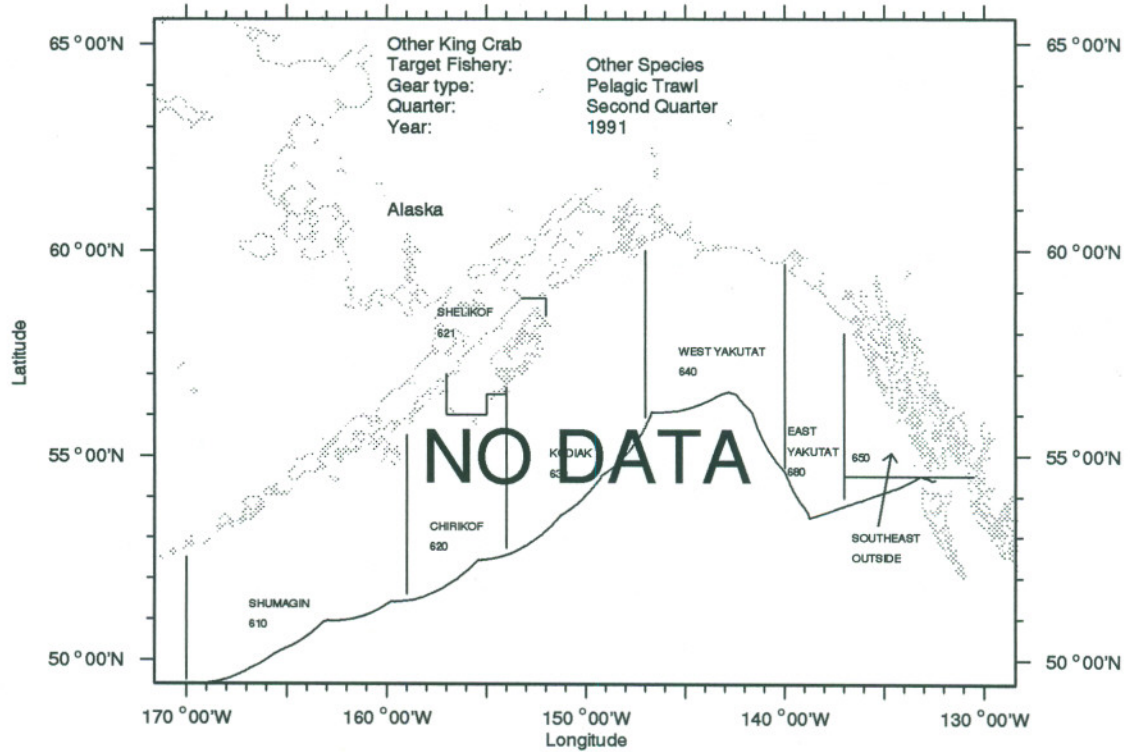 Other King Crab
Target Fishery: Other Species
Gear type: Pelagic Trawl
Quarter: Second Quarter
Year: 1991
65°00'N 65°00'N
Alaska
60°00'N 60°00'N
SHELIKOF
621
Latitude
WEST YAKUTAT
640
NO DATA
KODIAK
EAST
YAKUTAT
680
650
55°00'N 55°00'N
CHIRIKOF
620
SOUTHEAST
OUTSIDE
SHUMAGIN
610
50°00'N 50°00'N
170°00'W 160°00'W 150°00'W 140°00'W 130°00'W
Longitude